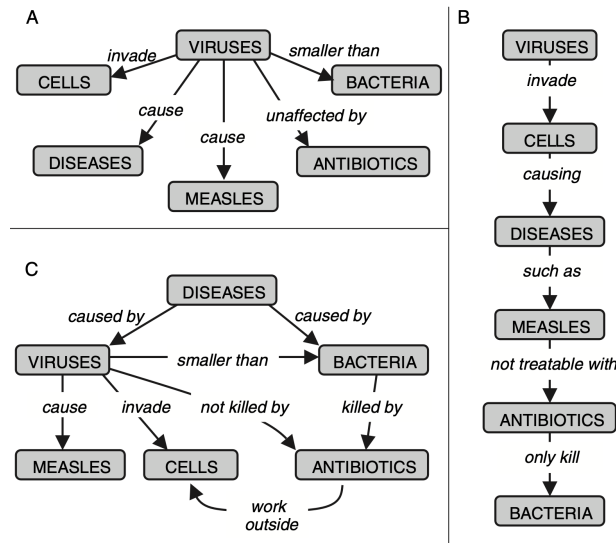 A
VIRUSES
invade
smaller than
CELLS
BACTERIA
cause
cause
unaffected by
DISEASES
ANTIBIOTICS
MEASLES
B
VIRUSES
invade
CELLS
causing
DISEASES
such as
MEASLES
not treatable with
ANTIBIOTICS
only kill
BACTERIA
C
DISEASES
caused by
caused by
VIRUSES
smaller than
BACTERIA
cause
invade
not killed by
killed by
MEASLES
CELLS
ANTIBIOTICS
work
outside